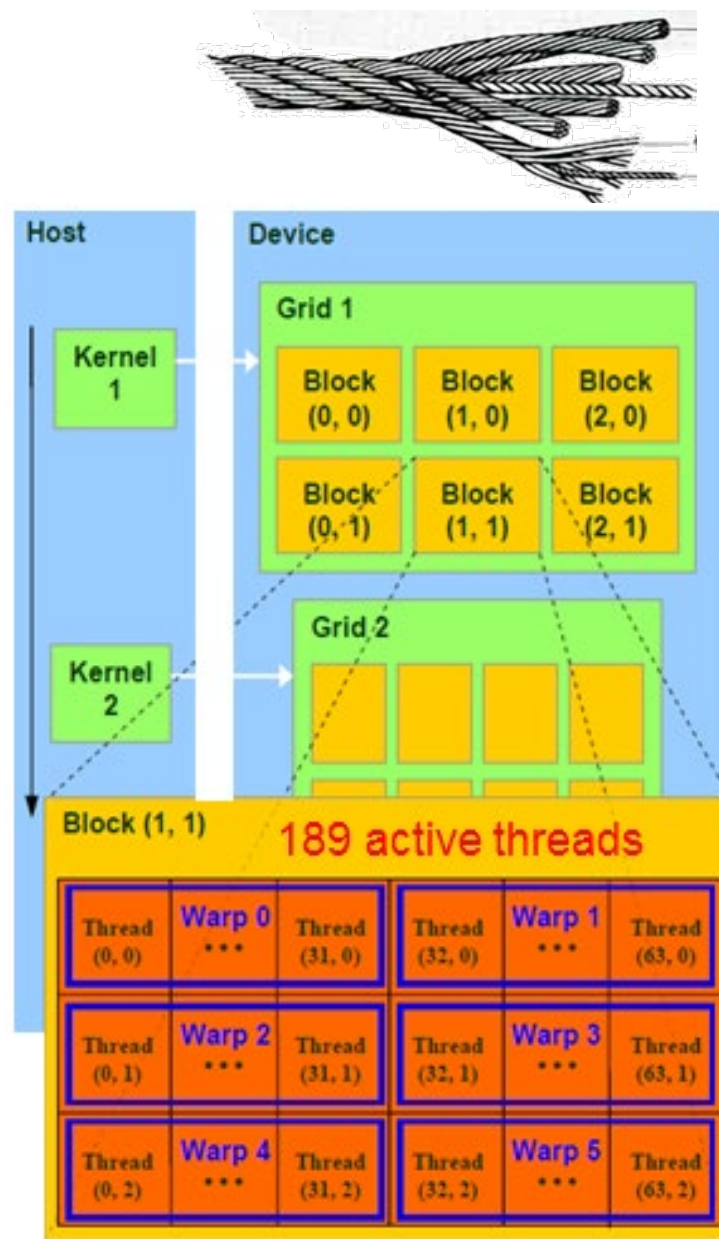 Host
Device
Grid 1
Kernel
1
Block
(0, 0)
Block
(1, 0)
Block
(2, 0)
Block
(0, 1)
Block
(1, 1)
Block
(2, 1)
Grid 2
Kernel
2
Block (1, 1)
189 active threads
Warp 0
Thread
(0, 0)
•••
Thread
(31, 0)
Warp 1
Thread
(32, 0)
•••
Thread
(63, 0)
Warp 2
Thread
(0, 1)
•••
Thread
(31, 1)
Warp 3
Thread
(32, 1)
•••
Thread
(63, 1)
Warp 4
Thread
(0, 2)
•••
Thread
(31, 2)
Warp 5
Thread
(32, 2)
•••
Thread
(63, 2)